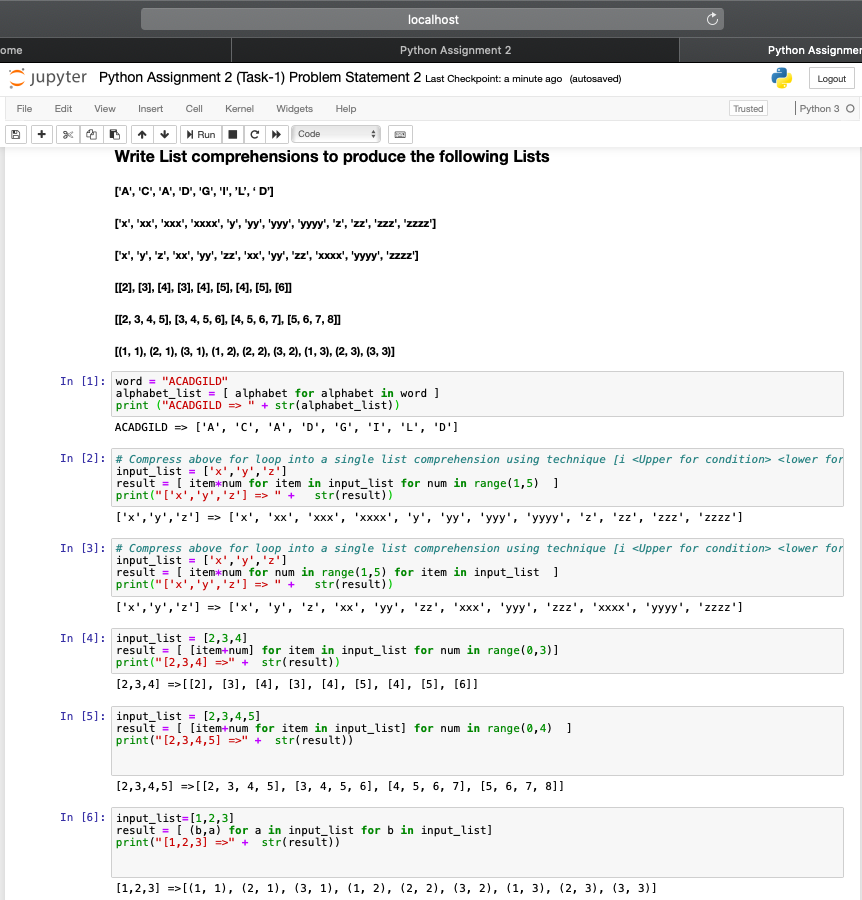 localhost
ome
Python Assignment 2
Python Assignmen
jupyter Python Assignment 2 (Task-1) Problem Statement 2 Last Checkpoint: a minute ago (autosaved)
Logout
File Edit View Insert Cell Kernel Widgets Help
Trusted
Python 3
Run
Code
Write List comprehensions to produce the following Lists
['A', 'C', 'A', 'D', 'G', 'I', ’L’, ‘ D’]
['x', 'xx', 'xxx', 'xxxx', 'y', 'yy', 'yyy', 'yyyy', 'z', 'zz', 'zzz', 'zzzz']
['x', 'y', 'z', 'xx', 'yy', 'zz', 'xx', 'yy', 'zz', 'xxxx', 'yyyy', 'zzzz']
[[2], [3], [4], [3], [4], [5], [4], [5], [6]]
[[2, 3, 4, 5], [3, 4, 5, 6], [4, 5, 6, 7], [5, 6, 7, 8]]
[(1, 1), (2, 1), (3, 1), (1, 2), (2, 2), (3, 2), (1, 3), (2, 3), (3, 3)]
In [1]: word = "ACADGILD"
alphabet_list = [ alphabet for alphabet in word ]
print ("ACADGILD => " + str(alphabet_list))
ACADGILD => ['A', 'C', 'A', 'D', 'G', 'I', 'L', 'D']
In [2]: # Compress above for loop into a single list comprehension using technique [i <Upper for condition> <lower for
input_list = ['x','y','z']
result = [ item*num for item in input_list for num in range(1,5)  ]
print("['x','y','z'] => " +   str(result))
['x','y','z'] => ['x', 'xx', 'xxx', 'xxxx', 'y', 'yy', 'yyy', 'yyyy', 'z', 'zz', 'zzz', 'zzzz']
In [3]: # Compress above for loop into a single list comprehension using technique [i <Upper for condition> <lower for
input_list = ['x','y','z']
result = [ item*num for num in range(1,5) for item in input_list  ]
print("['x','y','z'] => " +   str(result))
['x','y','z'] => ['x', 'y', 'z', 'xx', 'yy', 'zz', 'xxx', 'yyy', 'zzz', 'xxxx', 'yyyy', 'zzzz']
In [4]: input_list = [2,3,4]
result = [ [item+num] for item in input_list for num in range(0,3)]
print("[2,3,4] =>" +  str(result))
[2,3,4] =>[[2], [3], [4], [3], [4], [5], [4], [5], [6]]
In [5]: input_list = [2,3,4,5]
result = [ [item+num for item in input_list] for num in range(0,4)  ]
print("[2,3,4,5] =>" +  str(result))
[2,3,4,5] =>[[2, 3, 4, 5], [3, 4, 5, 6], [4, 5, 6, 7], [5, 6, 7, 8]]
In [6]: input_list=[1,2,3]
result = [ (b,a) for a in input_list for b in input_list]
print("[1,2,3] =>" +  str(result))
[1,2,3] =>[(1, 1), (2, 1), (3, 1), (1, 2), (2, 2), (3, 2), (1, 3), (2, 3), (3, 3)]